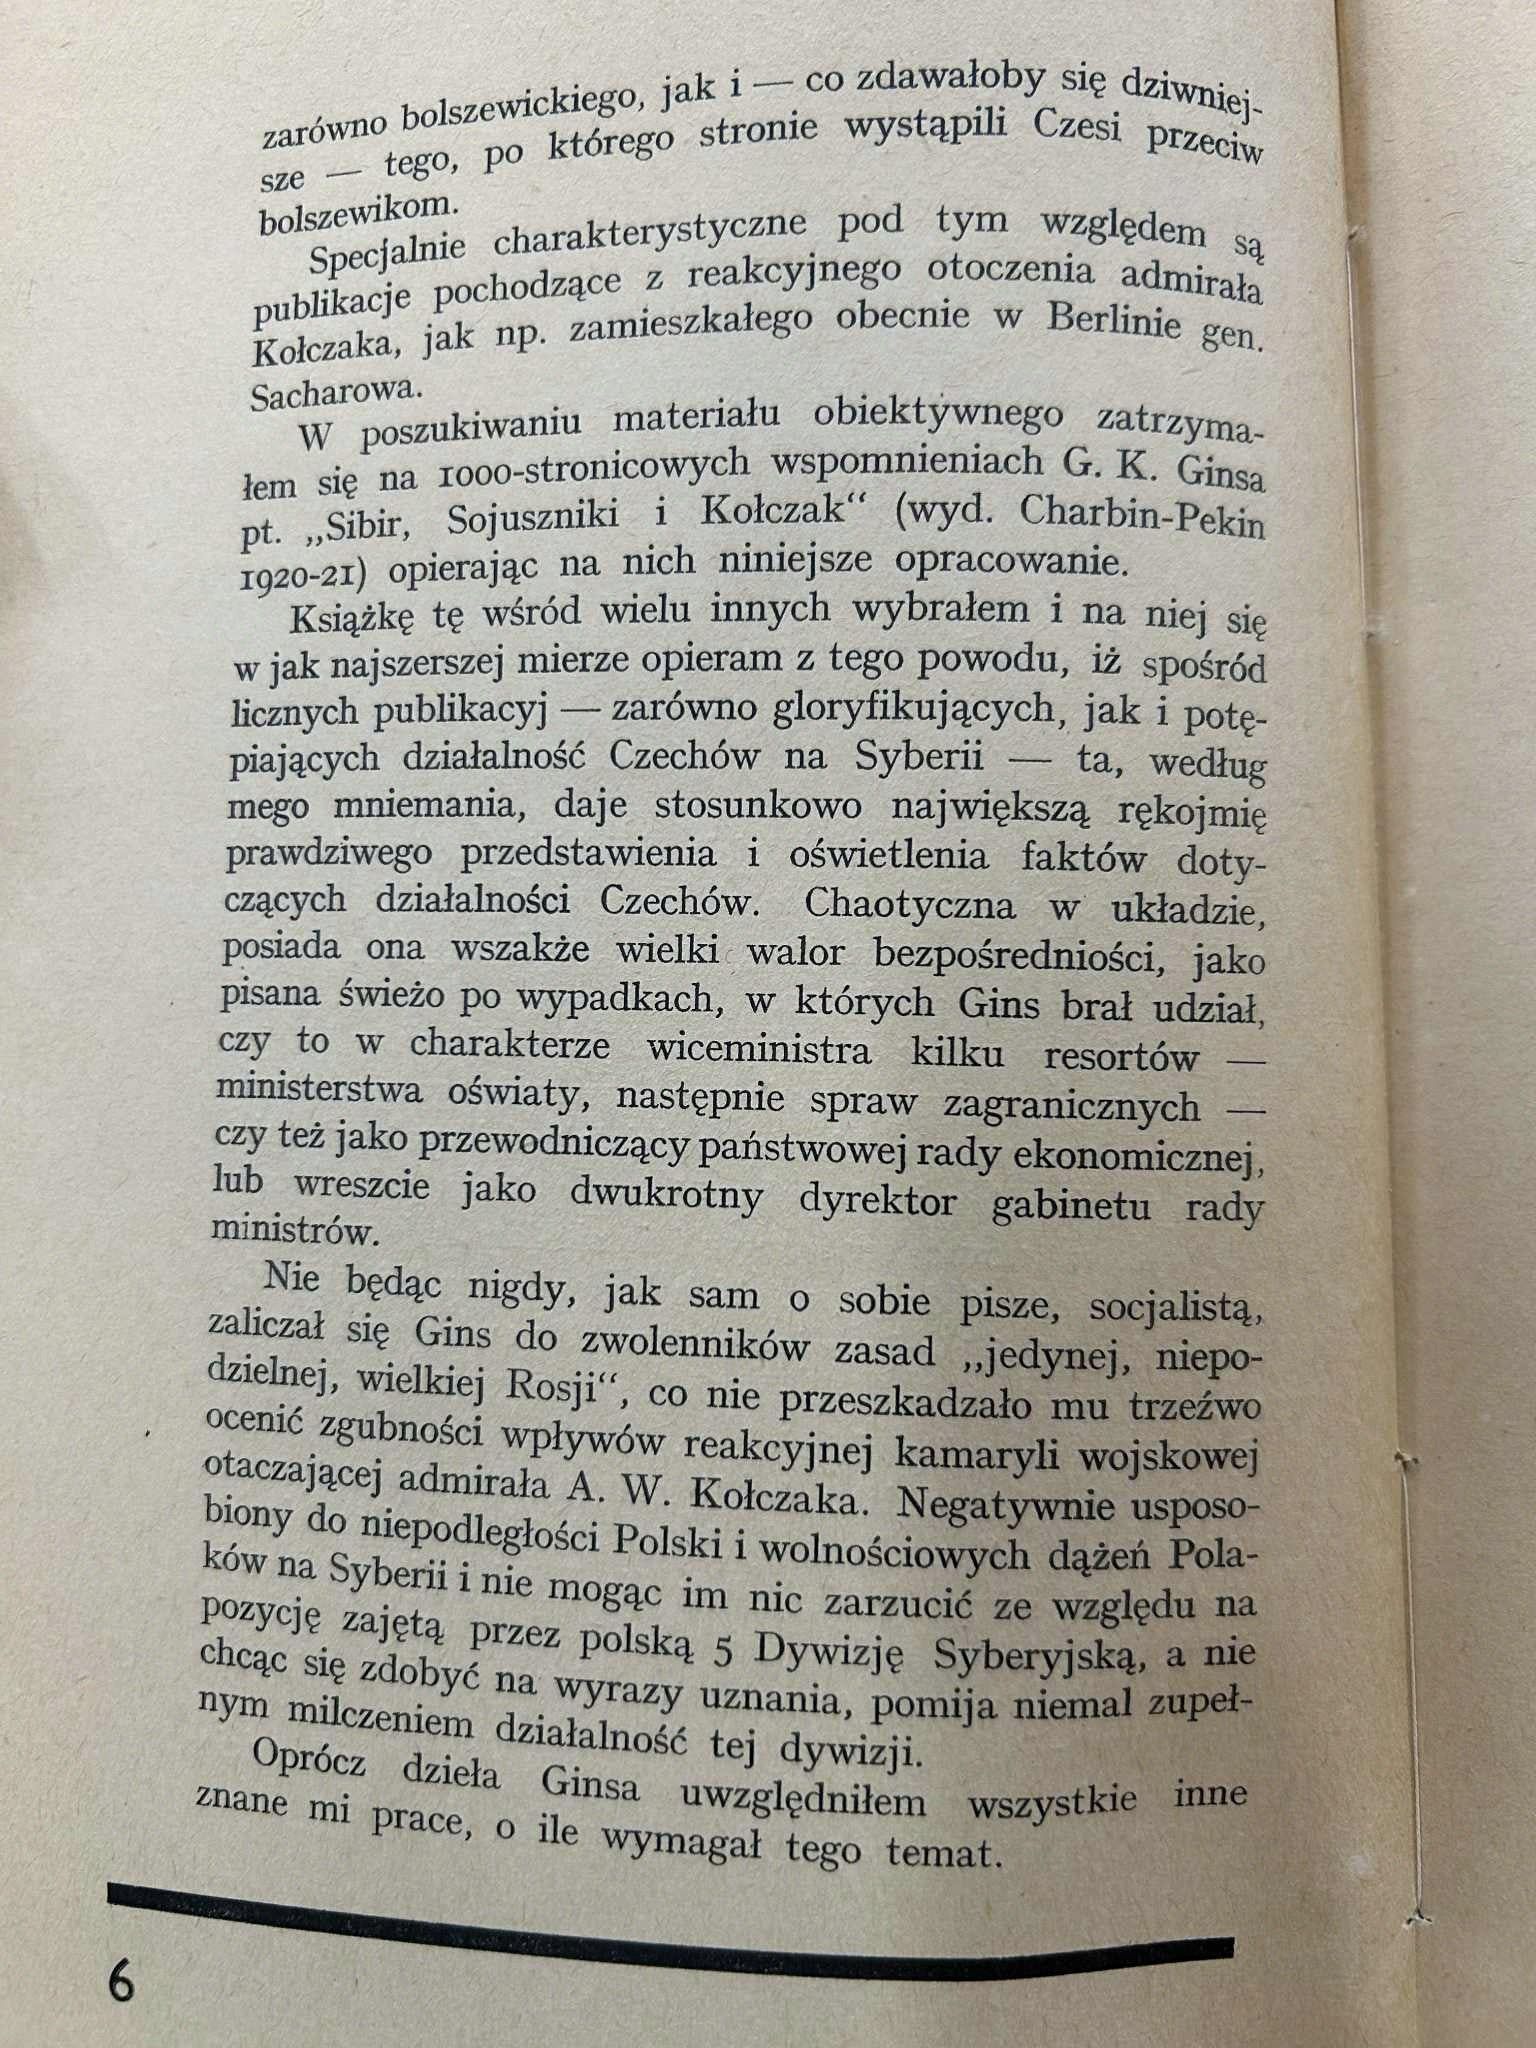 zarówno bolszewickiego, jak i — co zdawałoby się dziwniej-
sze — tego, po którego stronie wystąpili Czesi przeciw
bolszewikom.
Specjalnie charakterystyczne pod tym względem są
publikacje pochodzące z reakcyjnego otoczenia admirała
Kołczaka, jak np. zamieszkałego obecnie w Berlinie gen.
Sacharowa.
W poszukiwaniu materiału obiektywnego zatrzyma-
łem się na 1000-stronicowych wspomnieniach G. K. Ginsa
pt. „Sibir, Sojuszniki i Kołczak“ (wyd. Charbin-Pekin
1920-21) opierając na nich niniejsze opracowanie.
Książkę tę wśród wielu innych wybrałem i na niej się
w jak najszerszej mierze opieram z tego powodu, iż spośród
licznych publikacyj — zarówno gloryfikujących, jak i potę-
piających działalność Czechów na Syberii — ta, według
mego mniemania, daje stosunkowo największą rękojmię
prawdziwego przedstawienia i oświetlenia faktów doty-
czących działalności Czechów. Chaotyczna w układzie,
posiada ona wszakże wielki walor bezpośredniości, jako
pisana świeżo po wypadkach, w których Gins brał udział,
czy to w charakterze wiceministra kilku resortów —
ministerstwa oświaty, następnie spraw zagranicznych —
czy też jako przewodniczący państwowej rady ekonomicznej,
lub wreszcie jako dwukrotny dyrektor gabinetu rady
ministrów.
Nie będąc nigdy, jak sam o sobie pisze, socjalistą,
zaliczał się Gins do zwolenników zasad „jedynej, niepo-
dzielnej, wielkiej Rosji“, co nie przeszkadzało mu trzeźwo
ocenić zgubności wpływów reakcyjnej kamaryli wojskowej
otaczającej admirała A. W. Kołczaka. Negatywnie usposo-
biony do niepodległości Polski i wolnościowych dążeń Pola-
ków na Syberii i nie mogąc im nic zarzucić ze względu na
pozycję zajętą przez polską 5 Dywizję Syberyjską, a nie
chcąc się zdobyć na wyrazy uznania, pomija niemal zupeł-
nym milczeniem działalność tej dywizji.
Oprócz dzieła Ginsa uwzględniłem wszystkie inne
znane mi prace, o ile wymagał tego temat.
6